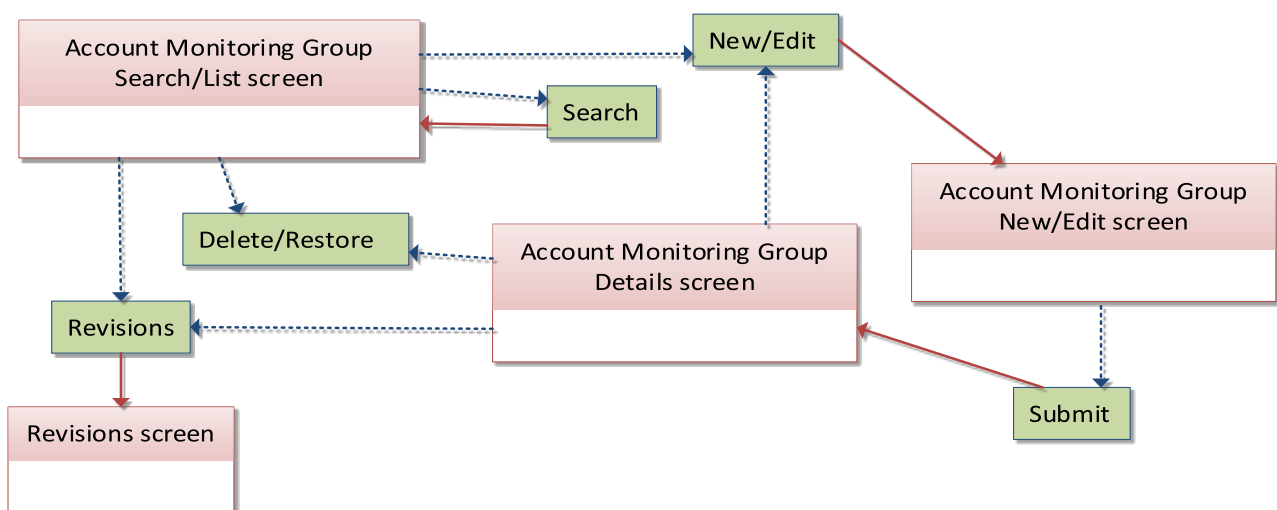 Account Monitoring Group
Search/List screen
New/Edit
Search
Account Monitoring Group
New/Edit screen
Delete/Restore
Account Monitoring Group
Details screen
Revisions
Submit
Revisions screen